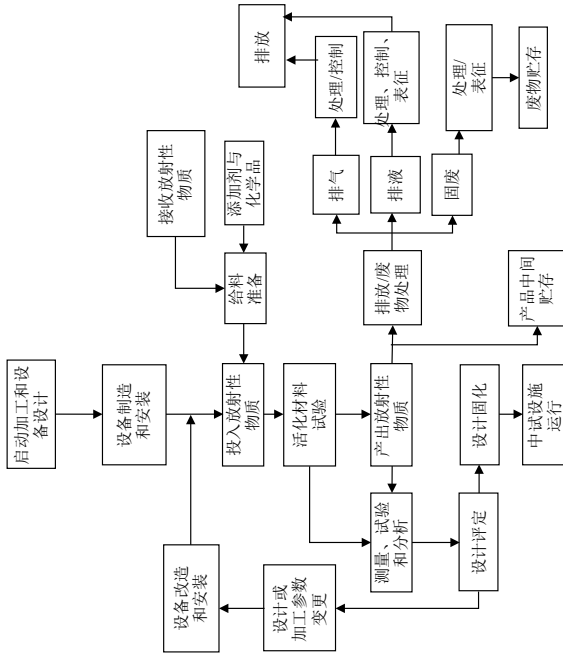 启动加工和设
备设计
设备制造
和安装
设备改造
和安装
设计或
加工参数
变更
接收放射性
物质
添加剂与
化学品
给料
准备
投入放射性
物质
活化材料
试验
产出放射性
物质
测量、试验
和分析
设计评定
设计固化
中试设施
运行
排放/废
物处理
产品中间
贮存
排气
排液
固废
处理/控制
处理、控制、
表征
处理/
表征
排放
废物贮存